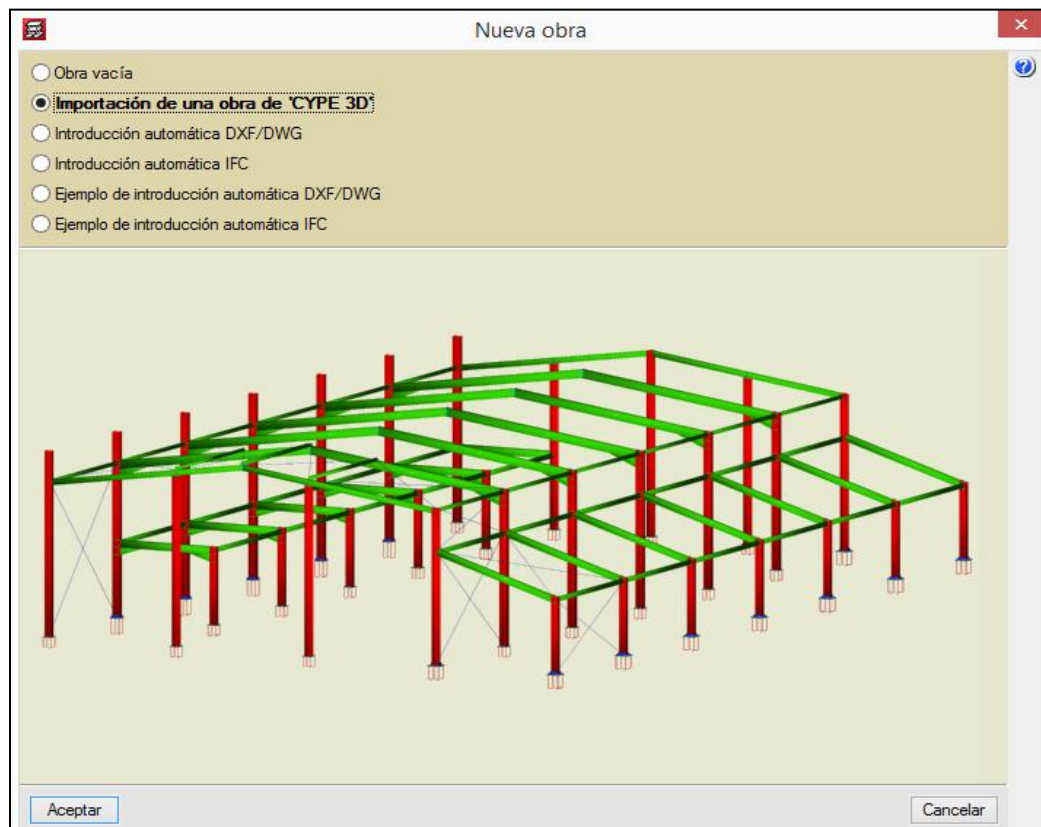 Nueva obra
Obra vacía
Importación de una obra de 'CYPE 3D'
Introducción automática DXF/DWG
Introducción automática IFC
Ejemplo de introducción automática DXF/DWG
Ejemplo de introducción automática IFC
Aceptar
Cancelar